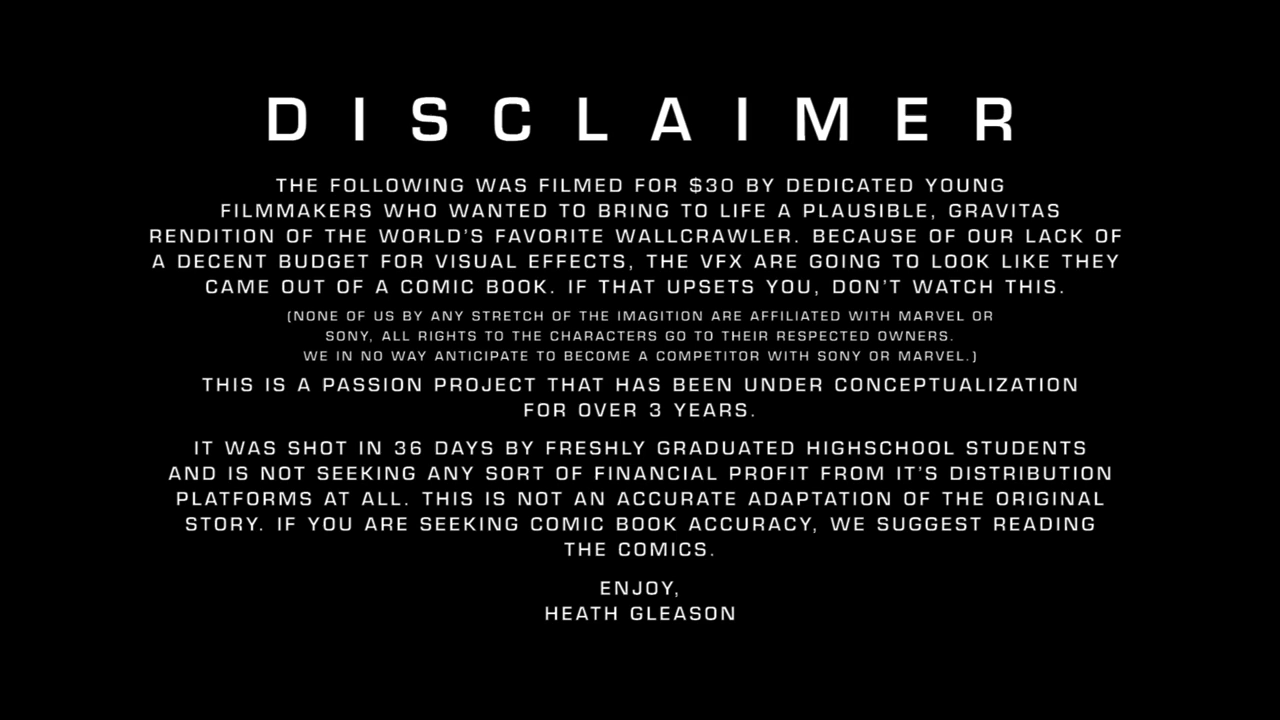 DISCLAIMER
THE FOLLOWING WAS FILMED FOR $30 BY DEDICATED YOUNG
FILMMAKERS WHO WANTED TO BRING TO LIFE A PLAUSIBLE, GRAVITAS
RENDITION OF THE WORLD'S FAVORITE WALLCRAWLER. BECAUSE OF OUR LACK OF
A DECENT BUDGET FOR VISUAL EFFECTS, THE VFX ARE GOING TO LOOK LIKE THEY
CAME OUT OF A COMIC BOOK. IF THAT UPSETS YOU, DON'T WATCH THIS.
(NONE OF US BY ANY STRETCH OF THE IMAGITION ARE AFFILIATED WITH MARVEL OR
SONY, ALL RIGHTS TO THE CHARACTERS GO TO THEIR RESPECTED OWNERS.
WE IN NO WAY ANTICIPATE TO BECOME A COMPETITOR WITH SONY OR MARVEL.)
THIS IS A PASSION PROJECT THAT HAS BEEN UNDER CONCEPTUALIZATION
FOR OVER 3 YEARS.
IT WAS SHOT IN 36 DAYS BY FRESHLY GRADUATED HIGHSCHOOL STUDENTS
AND IS NOT SEEKING ANY SORT OF FINANCIAL PROFIT FROM IT'S DISTRIBUTION
PLATFORMS AT ALL. THIS IS NOT AN ACCURATE ADAPTATION OF THE ORIGINAL
STORY. IF YOU ARE SEEKING COMIC BOOK ACCURACY, WE SUGGEST READING
THE COMICS.
ENJOY,
HEATH GLEASON